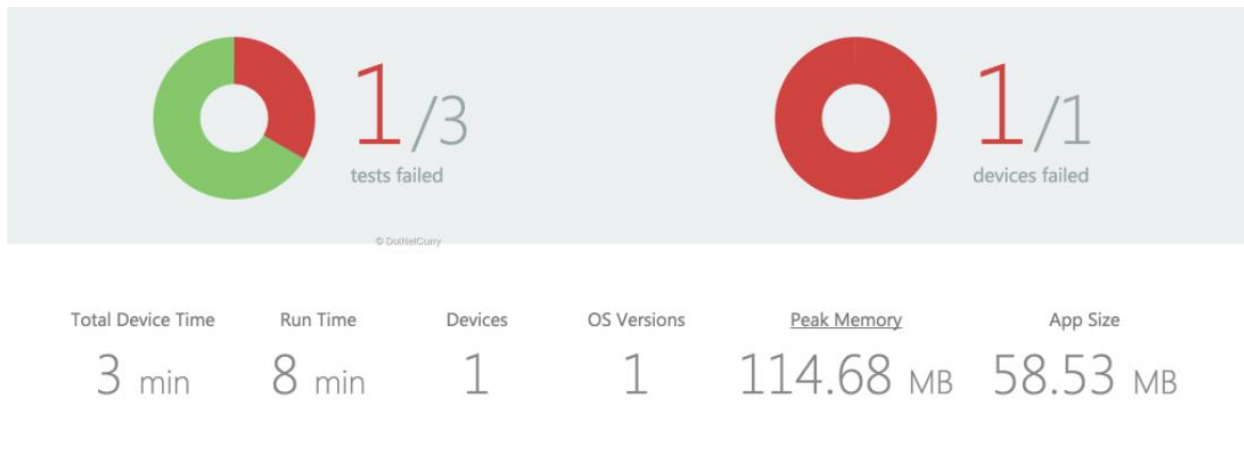 1/3
tests failed
1/1
devices failed
© DotNetCurry
Total Device Time
3 min
Run Time
8 min
Devices
1
OS Versions
1
Peak Memory
114.68 MB
App Size
58.53 MB